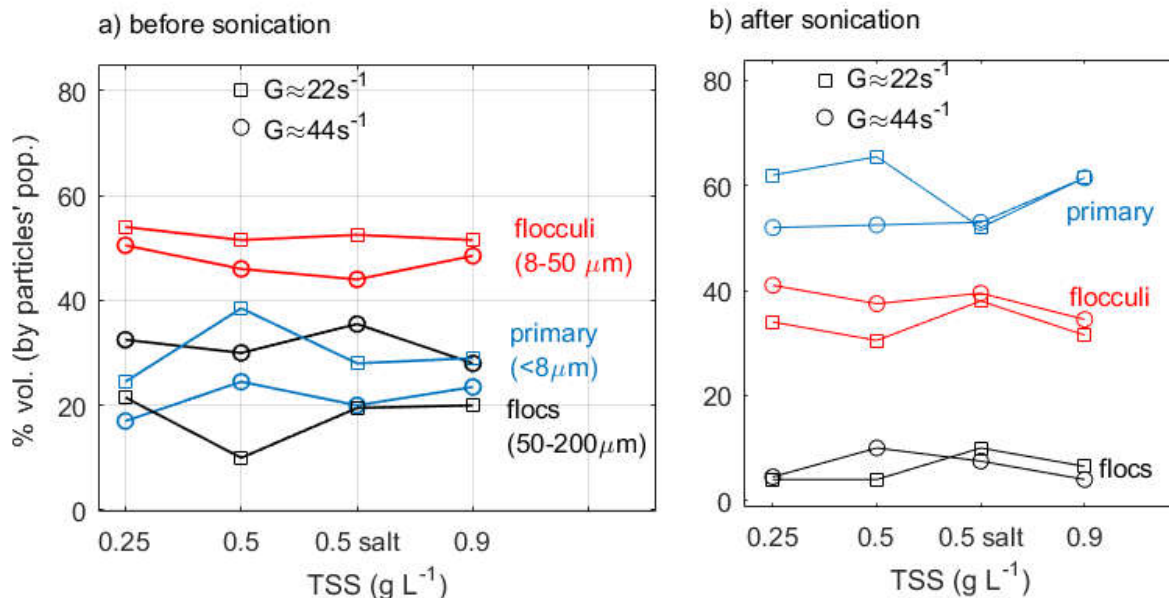 a) before sonication
G≈22s⁻¹
G≈44s⁻¹
% vol. (by particles' pop.)
80
60
40
20
0
flocculi
(8-50 μm)
primary
(<8μm)
flocs
(50-200μm)
0.25 0.5 0.5 salt 0.9
TSS (g L⁻¹)
b) after sonication
G≈22s⁻¹
G≈44s⁻¹
80
60
40
20
0
primary
flocculi
flocs
0.25 0.5 0.5 salt 0.9
TSS (g L⁻¹)